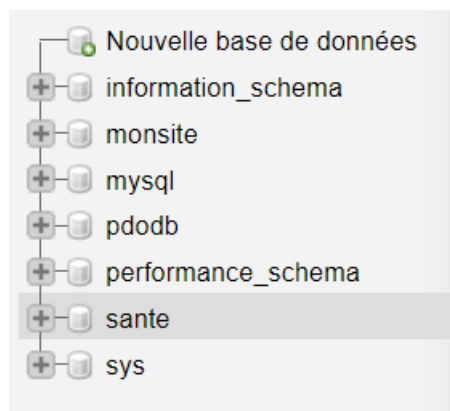 Nouvelle base de données
information_schema
monsite
mysql
pdodb
performance_schema
sante
sys